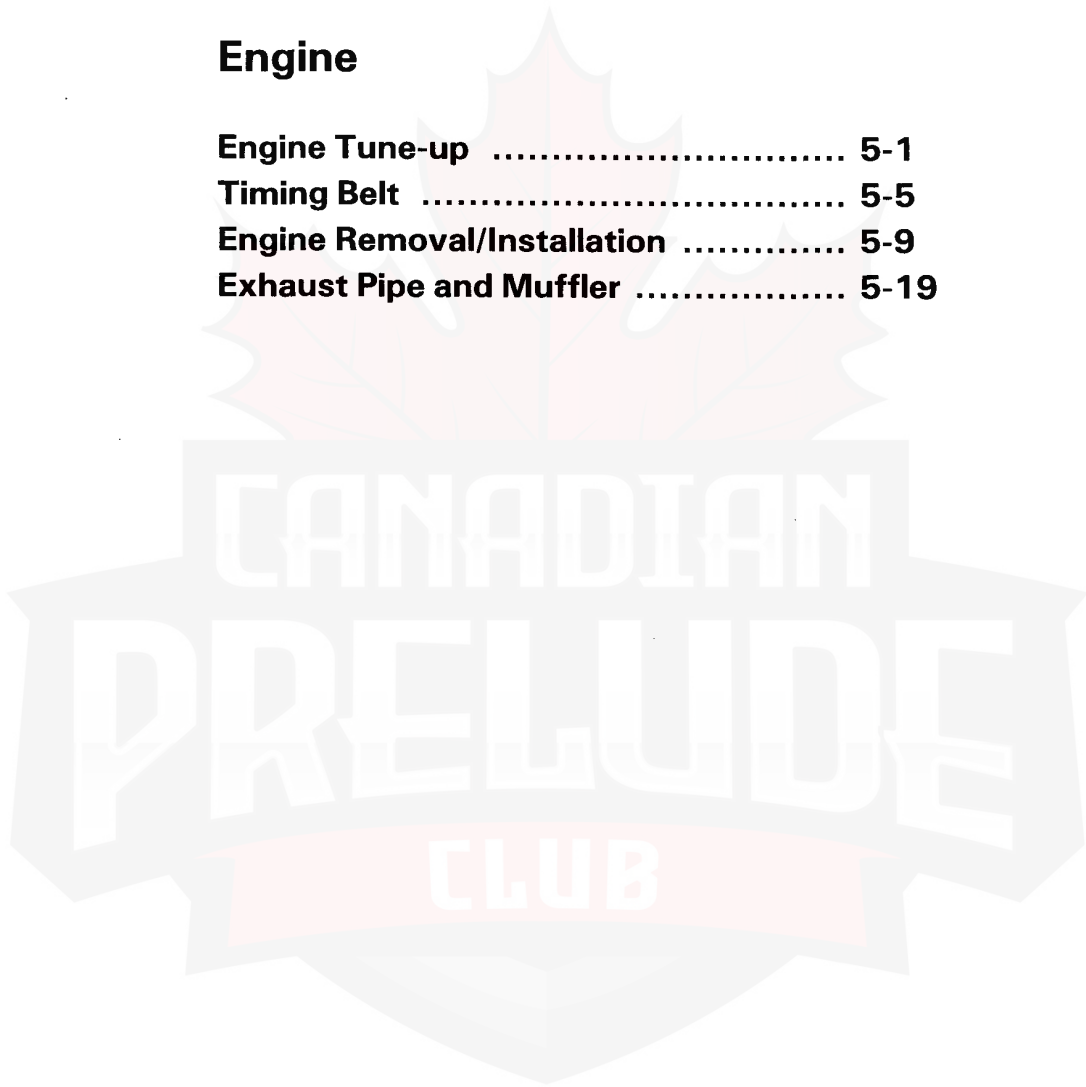 Engine
Engine Tune-up .............................. 5-1
Timing Belt .................................... 5-5
Engine Removal/Installation .............. 5-9
Exhaust Pipe and Muffler .................. 5-19
CANADIAN
PRELUDE
CLUB